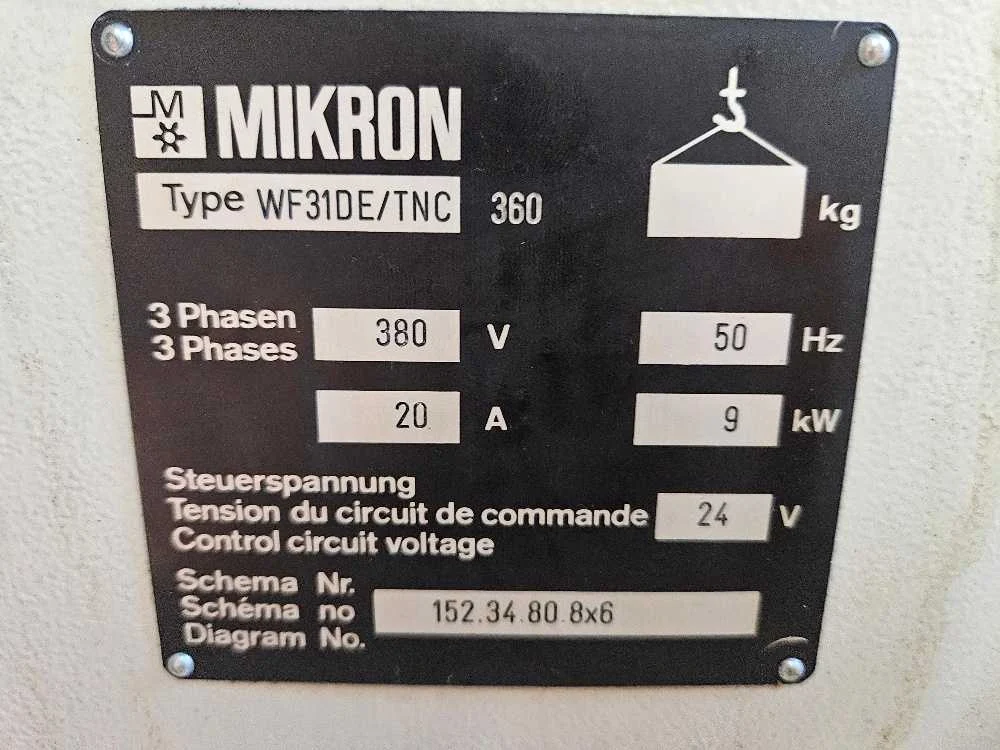 M MIKRON
Type WF31DE/TNC 360 kg
3 Phasen
3 Phases 380 V 50 Hz
20 A 9 kW
Steuerspannung
Tension du circuit de commande 24 V
Control circuit voltage
Schema Nr.
Schéma no 152.34.80.8x6
Diagram No.